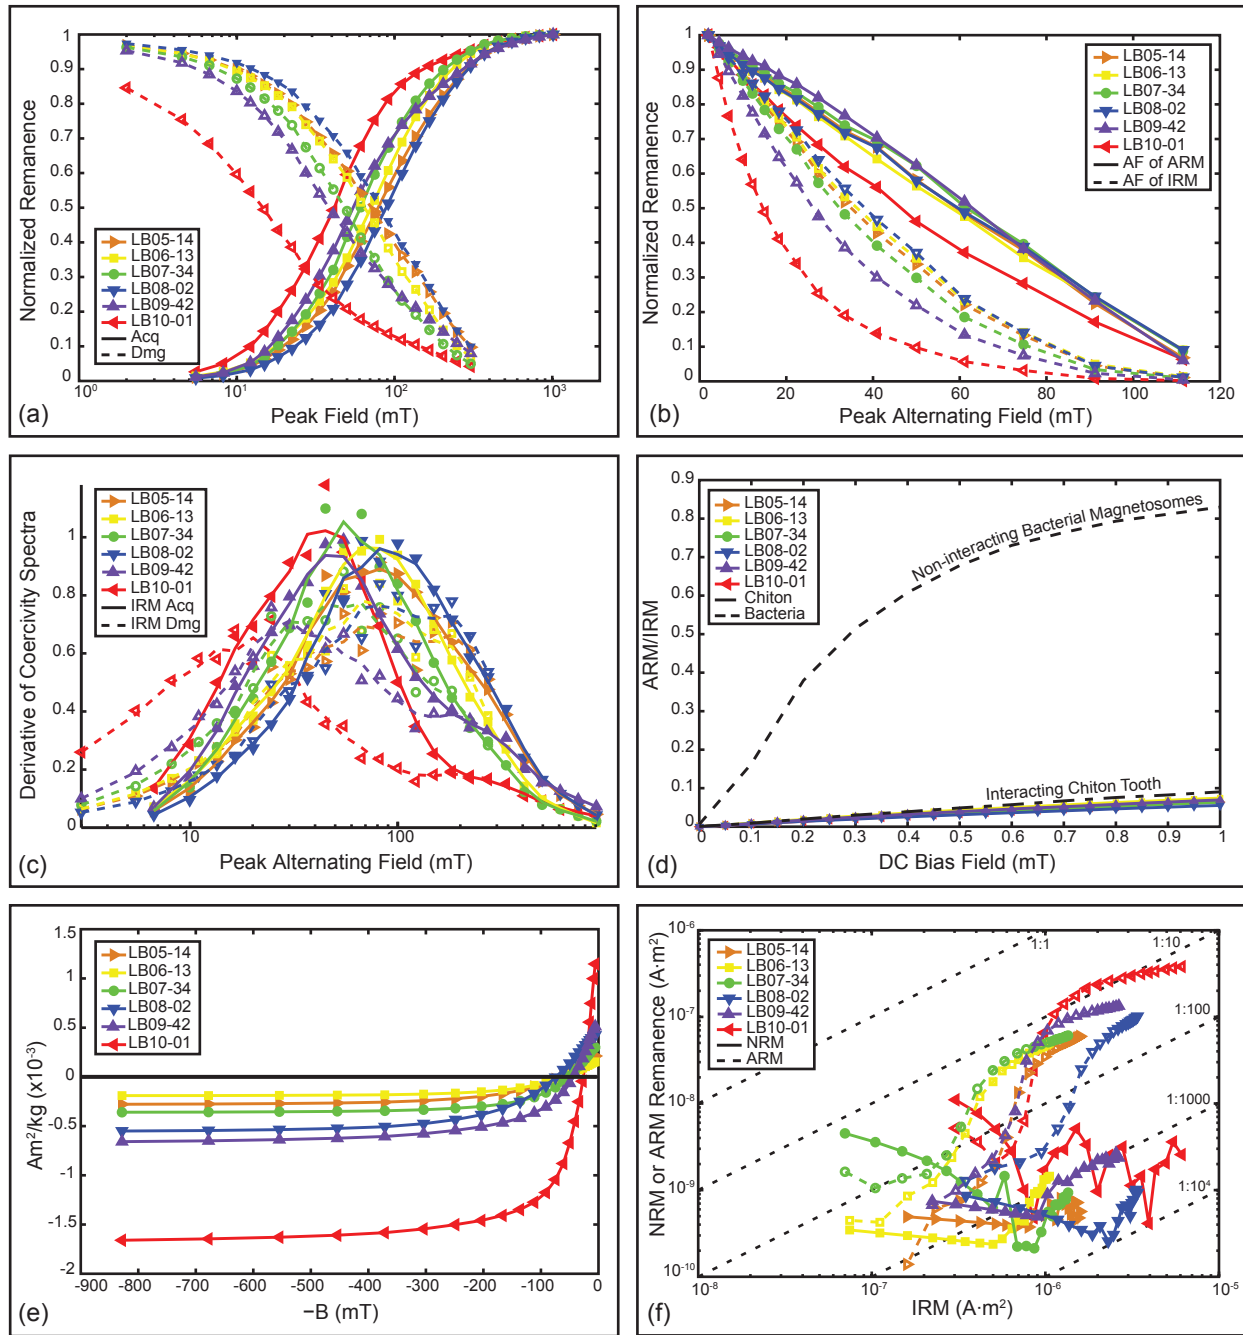 1
0.9
0.8
0.7
0.6
0.5
0.4
0.3
0.2
0.1
0
Normalized Remanence
LB05-14
LB06-13
LB07-34
LB08-02
LB09-42
LB10-01
Acq
Dmg
10⁰
10¹
10²
10³
Peak Field (mT)
(a)
1
0.9
0.8
0.7
0.6
0.5
0.4
0.3
0.2
0.1
0
Normalized Remanence
LB05-14
LB06-13
LB07-34
LB08-02
LB09-42
LB10-01
AF of ARM
AF of IRM
0 20 40 60 80 100 120
Peak Alternating Field (mT)
(b)
1
0.8
0.6
0.4
0.2
0
Derivative of Coercivity Spectra
LB05-14
LB06-13
LB07-34
LB08-02
LB09-42
LB10-01
IRM Acq
IRM Dmg
10 100
Peak Alternating Field (mT)
(c)
0.9
0.8
0.7
0.6
0.5
0.4
0.3
0.2
0.1
0
ARM/IRM
LB05-14
LB06-13
LB07-34
LB08-02
LB09-42
LB10-01
Chiton
Bacteria
Non-interacting Bacterial Magnetosomes
Interacting Chiton Tooth
0 0.1 0.2 0.3 0.4 0.5 0.6 0.7 0.8 0.9 1
DC Bias Field (mT)
(d)
1.5
1
0.5
0
-0.5
-1
-1.5
-2
Am²/kg (x10⁻³)
LB05-14
LB06-13
LB07-34
LB08-02
LB09-42
LB10-01
-900 -800 -700 -600 -500 -400 -300 -200 -100 0
−B (mT)
(e)
10⁻⁶
10⁻⁷
10⁻⁸
10⁻⁹
10⁻¹⁰
NRM or ARM Remanence (A·m²)
LB05-14
LB06-13
LB07-34
LB08-02
LB09-42
LB10-01
NRM
ARM
1:1
1:10
1:100
1:1000
1:10⁴
10⁻⁸ 10⁻⁷ 10⁻⁶ 10⁻⁵
IRM (A·m²)
(f)